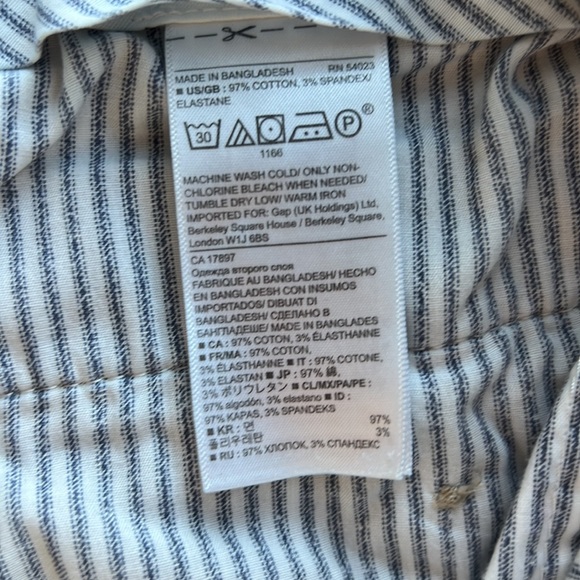 MADE IN BANGLADESH RN 54023
■ US/GB : 97% COTTON, 3% SPANDEX/
ELASTANE
30 P ®
1166
MACHINE WASH COLD/ ONLY NON-
CHLORINE BLEACH WHEN NEEDED/
TUMBLE DRY LOW/ WARM IRON
IMPORTED FOR: Gap (UK Holdings) Ltd,
Berkeley Square House / Berkeley Square,
London W1J 6BS
CA 17897
Одежда второго слоя
FABRIQUE AU BANGLADESH/ HECHO
EN BANGLADESH CON INSUMOS
IMPORTADOS/ DIBUAT DI
BANGLADESH/ СДЕЛАНО В
БАНГЛАДЕШЕ/ MADE IN BANGLADES
■ CA : 97% COTON, 3% ÉLASTHANNE
■ FR/MA : 97% COTON,
3% ÉLASTHANNE ■ IT : 97% COTONE,
3% ELASTAN ■ JP : 97% 綿,
3% ポリウレタン ■ CL/MX/PA/PE :
97% algodón, 3% elastano ■ ID :
97% KAPAS, 3% SPANDEKS
■ KR : 면 97%
폴리우레탄 3%
■ RU : 97% ХЛОПОК, 3% СПАНДЕКС